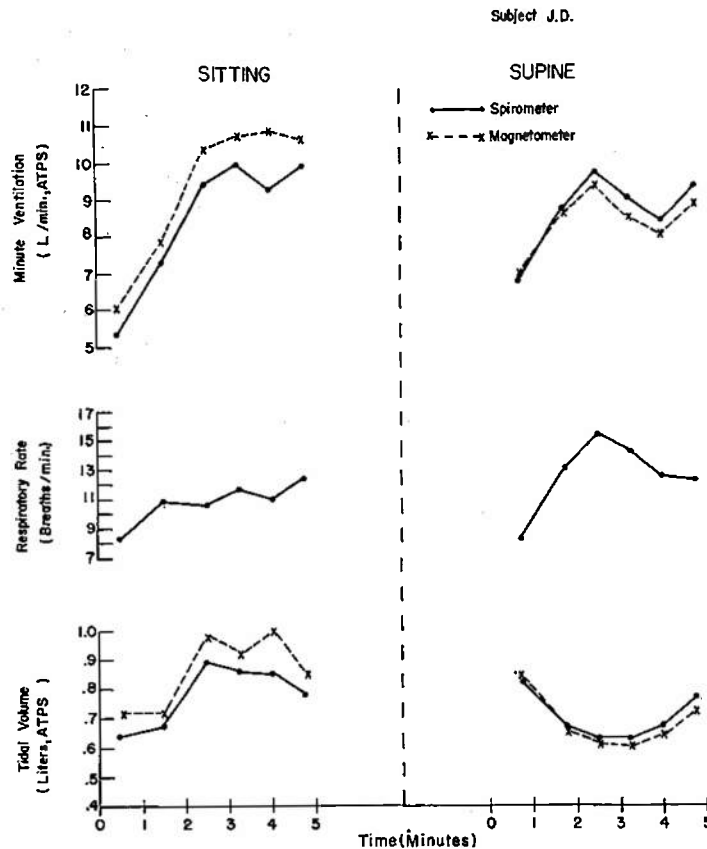 Subject J.D.
SITTING
SUPINE
Spirometer
Magnetometer
Minute Ventilation
(L/min.,ATPS)
12
11
10
9
8
7
6
5
Respiratory Rate
(Breaths/min.)
17
15
13
11
9
7
Tidal Volume
(Liters,ATPS)
1.0
.9
.8
.7
.6
.4
0 1 2 3 4 5
0 1 2 3 4 5
Time(Minutes)